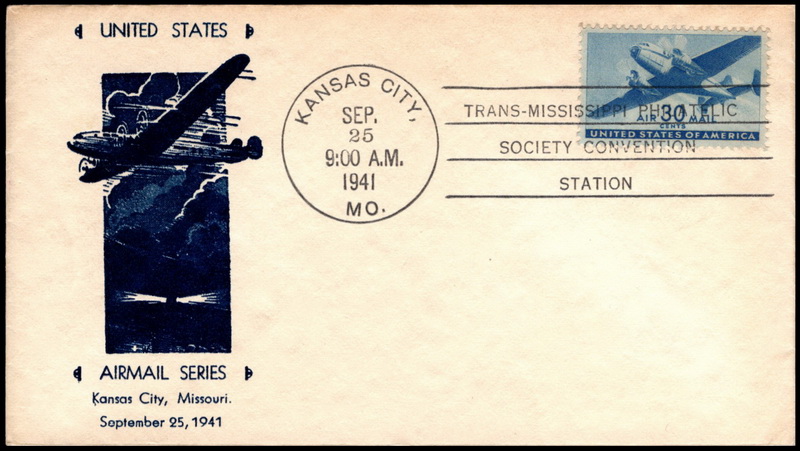 UNITED STATES
KANSAS CITY,
SEP.
25
9:00 A.M.
1941
MO.
TRANS-MISSISSIPPI PHILATELIC
SOCIETY CONVENTION
STATION
30
AIR MAIL
CENTS
UNITED STATES OF AMERICA
AIRMAIL SERIES
Kansas City, Missouri.
September 25, 1941